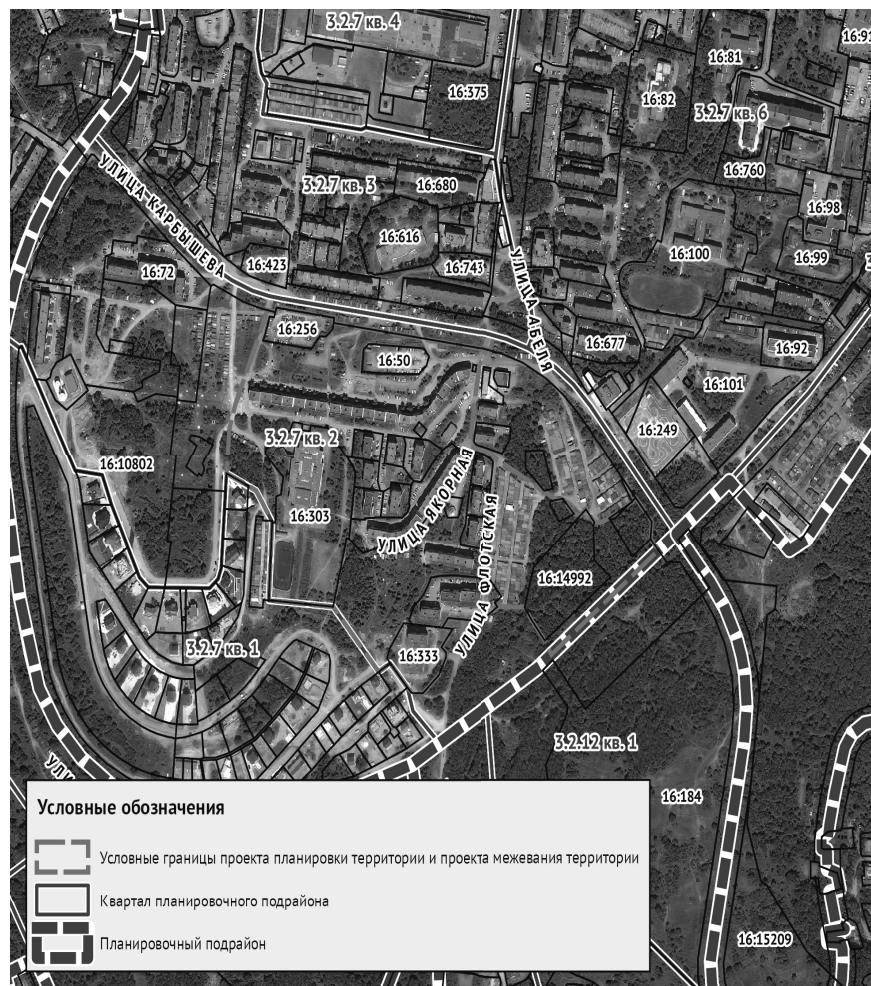 3.2.7 кв. 4
16:81
16:375
16:82
3.2.7 кв. 6
УЛИЦА КАРБЫШЕВА
3.2.7 кв. 3
16:680
16:760
16:98
16:616
16:100
16:99
16:72
16:423
16:743
УЛИЦА АБЕЛЯ
16:256
16:50
16:677
16:92
16:101
16:249
3.2.7 кв. 2
16:10802
16:303
УЛИЦА ЯКОРНАЯ
УЛИЦА ФЛОТСКАЯ
16:14992
3.2.7 кв. 1
16:333
3.2.12 кв. 1
16:184
16:15209
Условные обозначения
Условные границы проекта планировки территории и проекта межевания территории
Квартал планировочного подрайона
Планировочный подрайон